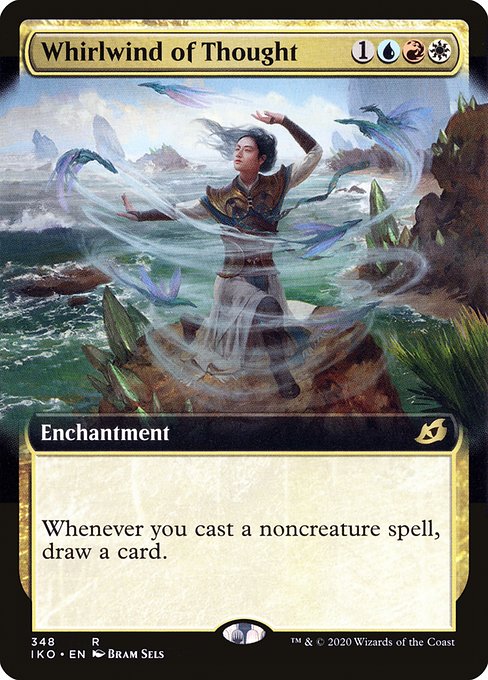 Whirlwind of Thought 1
Enchantment
Whenever you cast a noncreature spell,
draw a card.
348 R
IKO • EN Bram Sels
™ & © 2020 Wizards of the Coast